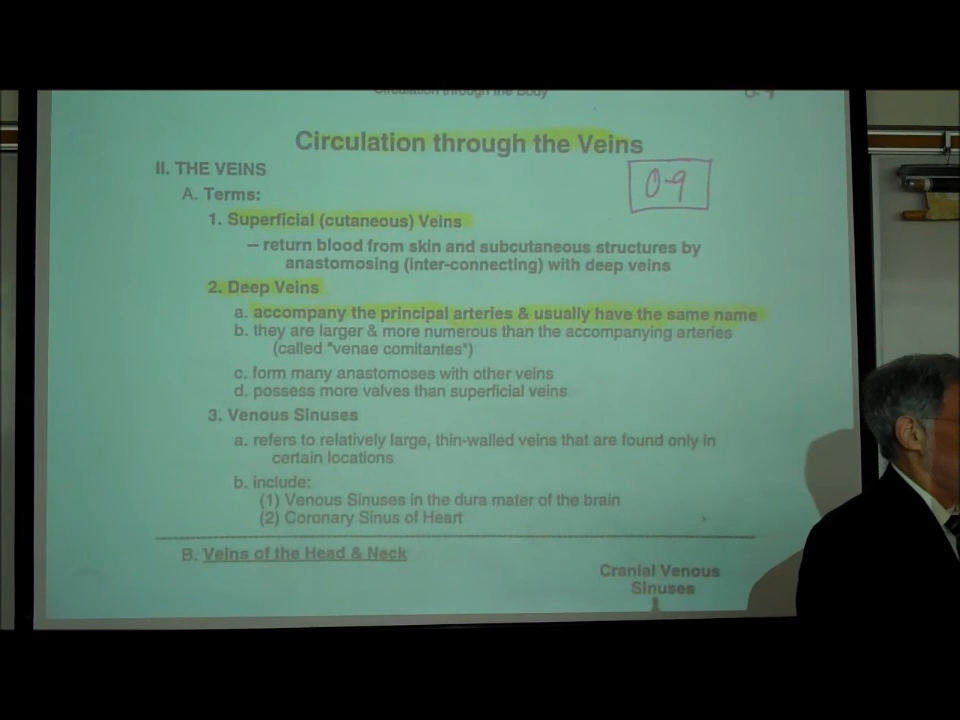 Circulation through the Body O-9
Circulation through the Veins
II. THE VEINS
O-9
A. Terms:
1. Superficial (cutaneous) Veins
– return blood from skin and subcutaneous structures by
anastomosing (inter-connecting) with deep veins
2. Deep Veins
a. accompany the principal arteries & usually have the same name
b. they are larger & more numerous than the accompanying arteries
(called "venae comitantes")
c. form many anastomoses with other veins
d. possess more valves than superficial veins
3. Venous Sinuses
a. refers to relatively large, thin-walled veins that are found only in
certain locations
b. include:
(1) Venous Sinuses in the dura mater of the brain
(2) Coronary Sinus of Heart
B. Veins of the Head & Neck
Cranial Venous
Sinuses